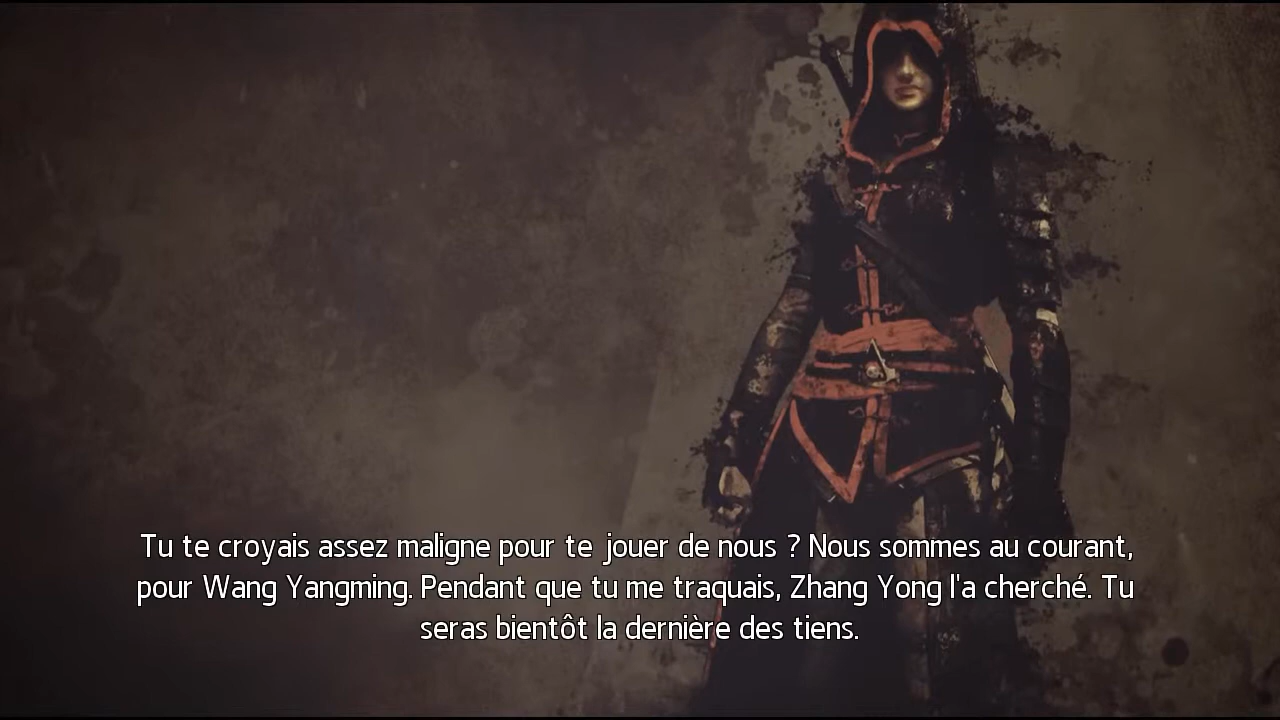 Tu te croyais assez maligne pour te jouer de nous ? Nous sommes au courant,
pour Wang Yangming. Pendant que tu me traquais, Zhang Yong l'a cherché. Tu
seras bientôt la dernière des tiens.